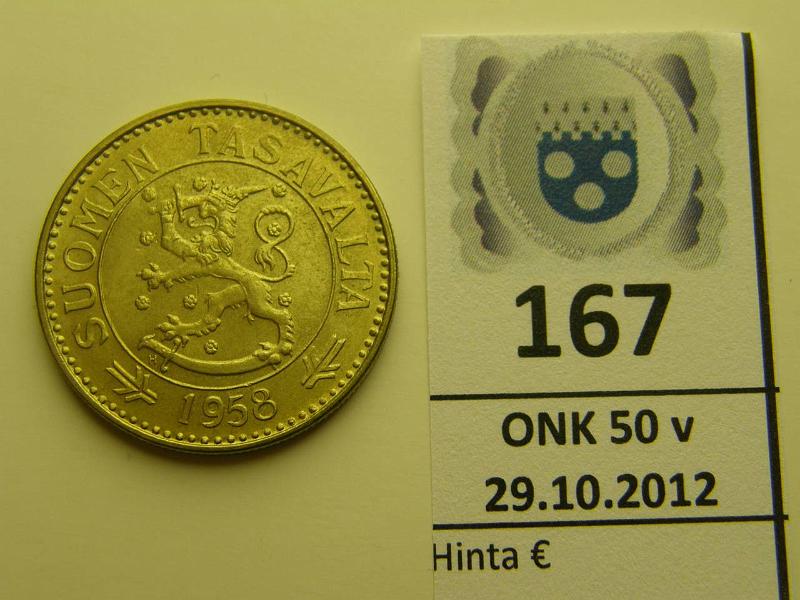 SUOMEN TASAVALTA
1958
H
167
ONK 50 v
29.10.2012
Hinta €